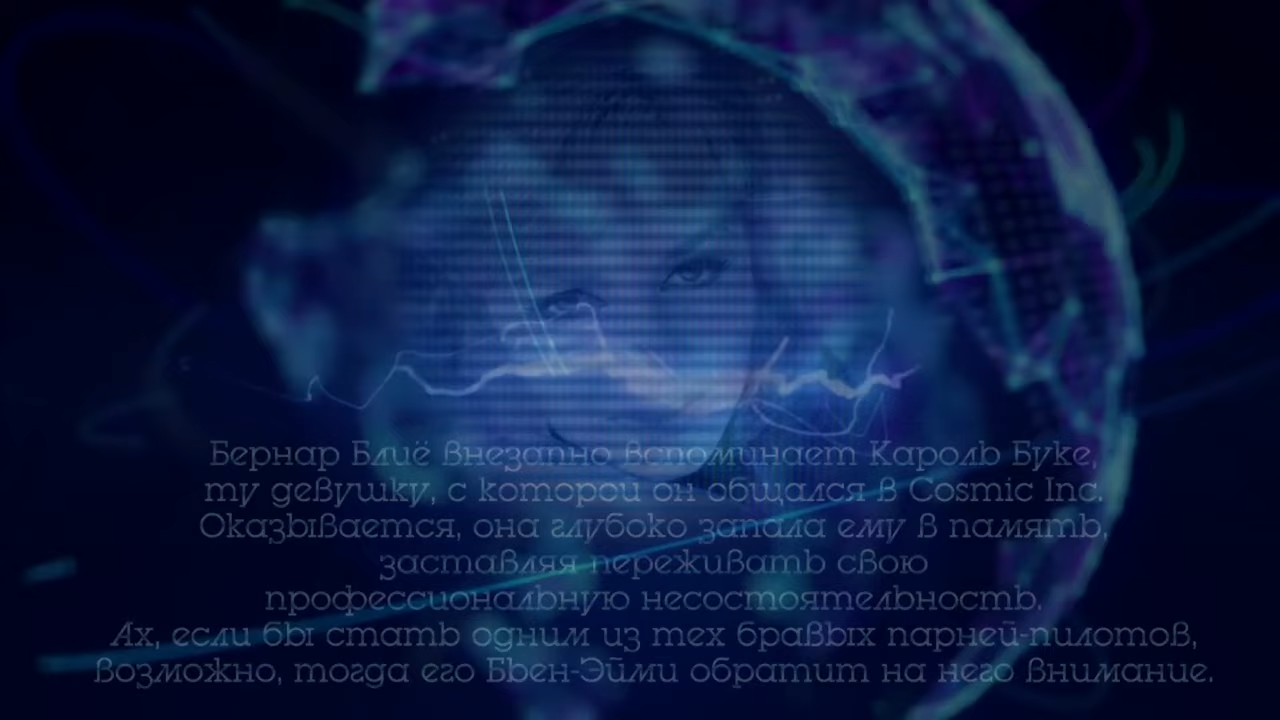 Бернар Блиё внезапно вспоминает Кароль Буке,
ту девушку, с которой он общался в Cosmic Inc.
Оказывается, она глубоко запала ему в память,
заставляя переживать свою
профессиональную несостоятельность.
Ах, если бы стать одним из тех бравых парней-пилотов,
возможно, тогда его Бьен-Эйми обратит на него внимание.